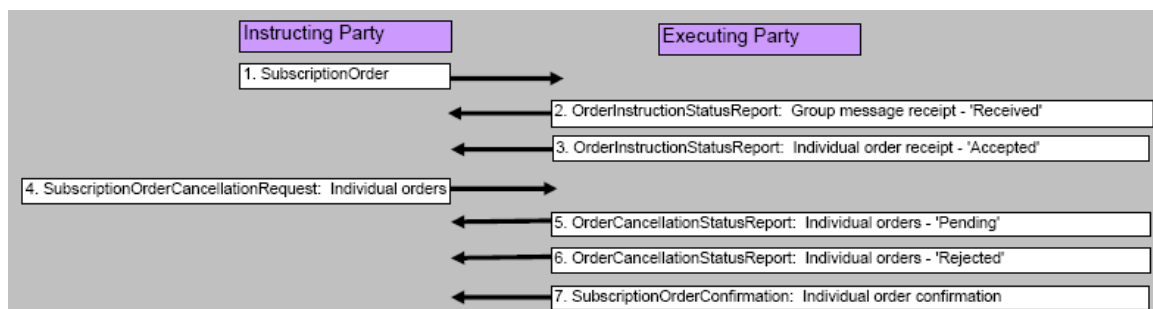 Instructing Party
Executing Party
1. SubscriptionOrder
2. OrderInstructionStatusReport: Group message receipt - 'Received'
3. OrderInstructionStatusReport: Individual order receipt - 'Accepted'
4. SubscriptionOrderCancellationRequest: Individual orders
5. OrderCancellationStatusReport: Individual orders - 'Pending'
6. OrderCancellationStatusReport: Individual orders - 'Rejected'
7. SubscriptionOrderConfirmation: Individual order confirmation